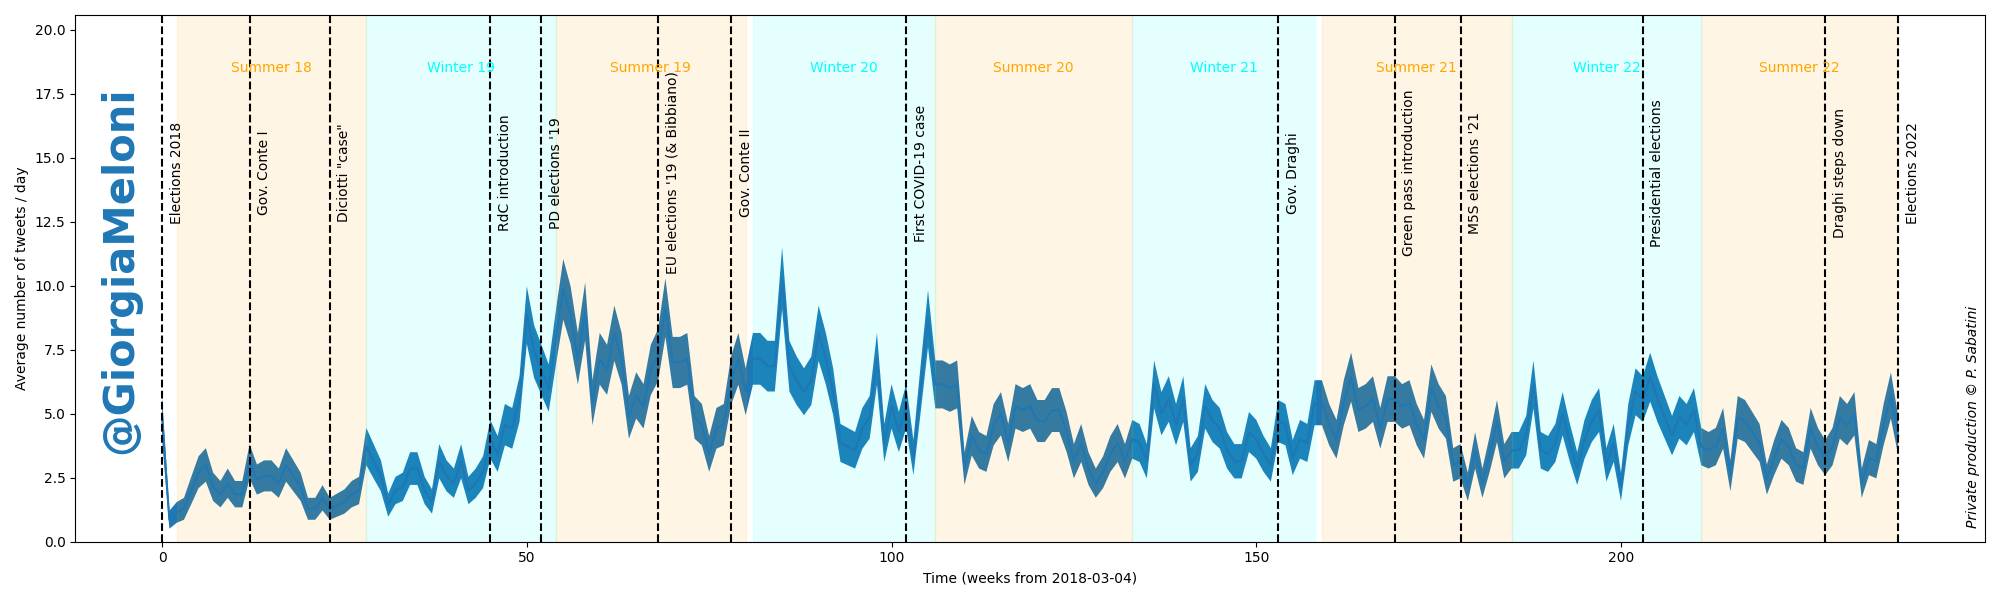 20.0
17.5
15.0
12.5
10.0
7.5
5.0
2.5
0.0
Average number of tweets / day
@GiorgiaMeloni
Summer 18
Winter 19
Summer 19
Winter 20
Summer 20
Winter 21
Summer 21
Winter 22
Summer 22
Elections 2018
Gov. Conte I
Diciotti "case"
RdC introduction
PD elections '19
EU elections '19 (& Bibbiano)
Gov. Conte II
First COVID-19 case
Gov. Draghi
Green pass introduction
M5S elections '21
Presidential elections
Draghi steps down
Elections 2022
Private production © P. Sabatini
0
50
100
150
200
Time (weeks from 2018-03-04)